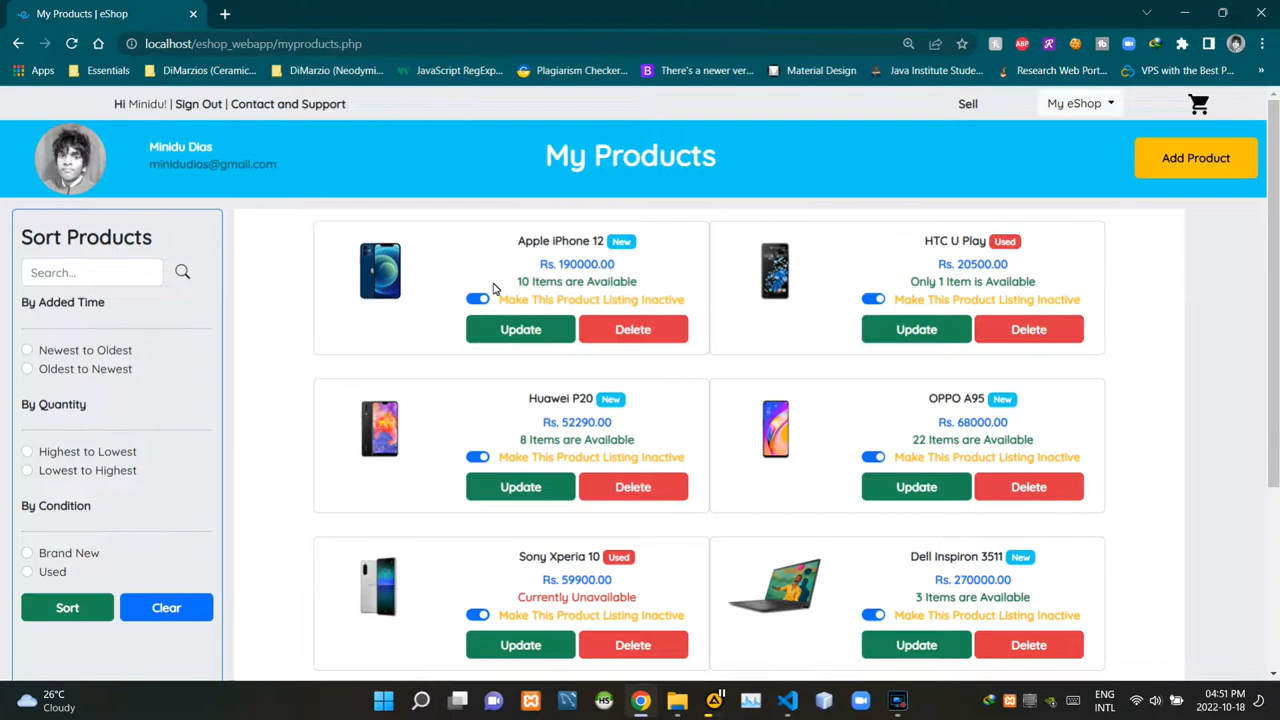 My Products | eShop
localhost/eshop_webapp/myproducts.php
Apps Essentials DiMarzios (Ceramic... DiMarzio (Neodymi... JavaScript RegExp... Plagiarism Checker... There's a newer ver... Material Design Java Institute Stude... Research Web Port... VPS with the Best P...
Hi Minidu! | Sign Out | Contact and Support Sell My eShop
Minidu Dias
minidudias@gmail.com
My Products
Add Product
Sort Products
Search...
By Added Time
Newest to Oldest
Oldest to Newest
By Quantity
Highest to Lowest
Lowest to Highest
By Condition
Brand New
Used
Sort Clear
Apple iPhone 12 New
Rs. 190000.00
10 Items are Available
Make This Product Listing Inactive
Update Delete
HTC U Play Used
Rs. 20500.00
Only 1 Item is Available
Make This Product Listing Inactive
Update Delete
Huawei P20 New
Rs. 52290.00
8 Items are Available
Make This Product Listing Inactive
Update Delete
OPPO A95 New
Rs. 68000.00
22 Items are Available
Make This Product Listing Inactive
Update Delete
Sony Xperia 10 Used
Rs. 59900.00
Currently Unavailable
Make This Product Listing Inactive
Update Delete
Dell Inspiron 3511 New
Rs. 270000.00
3 Items are Available
Make This Product Listing Inactive
Update Delete
26°C
Cloudy
ENG
INTL
04:51 PM
2022-10-18